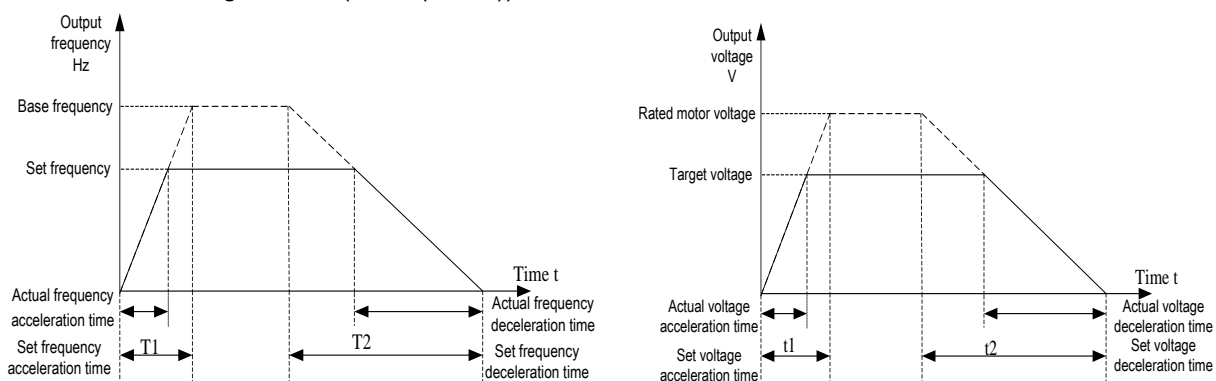 Output
frequency
Hz
Base frequency
Set frequency
Time t
Actual frequency
acceleration time
Actual frequency
deceleration time
Set frequency
acceleration time
T1
T2
Set frequency
deceleration time
Output
voltage
V
Rated motor voltage
Target voltage
Time t
Actual voltage
acceleration time
Actual voltage
deceleration time
Set voltage
acceleration time
t1
t2
Set voltage
deceleration time